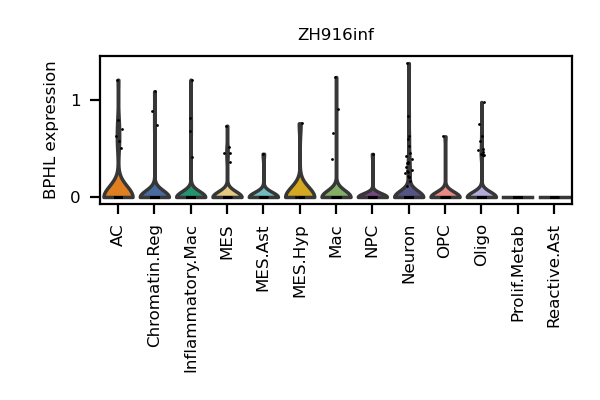 ZH916inf
BPHL expression
1
0
AC
Chromatin.Reg
Inflammatory.Mac
MES
MES.Ast
MES.Hyp
Mac
NPC
Neuron
OPC
Oligo
Prolif.Metab
Reactive.Ast